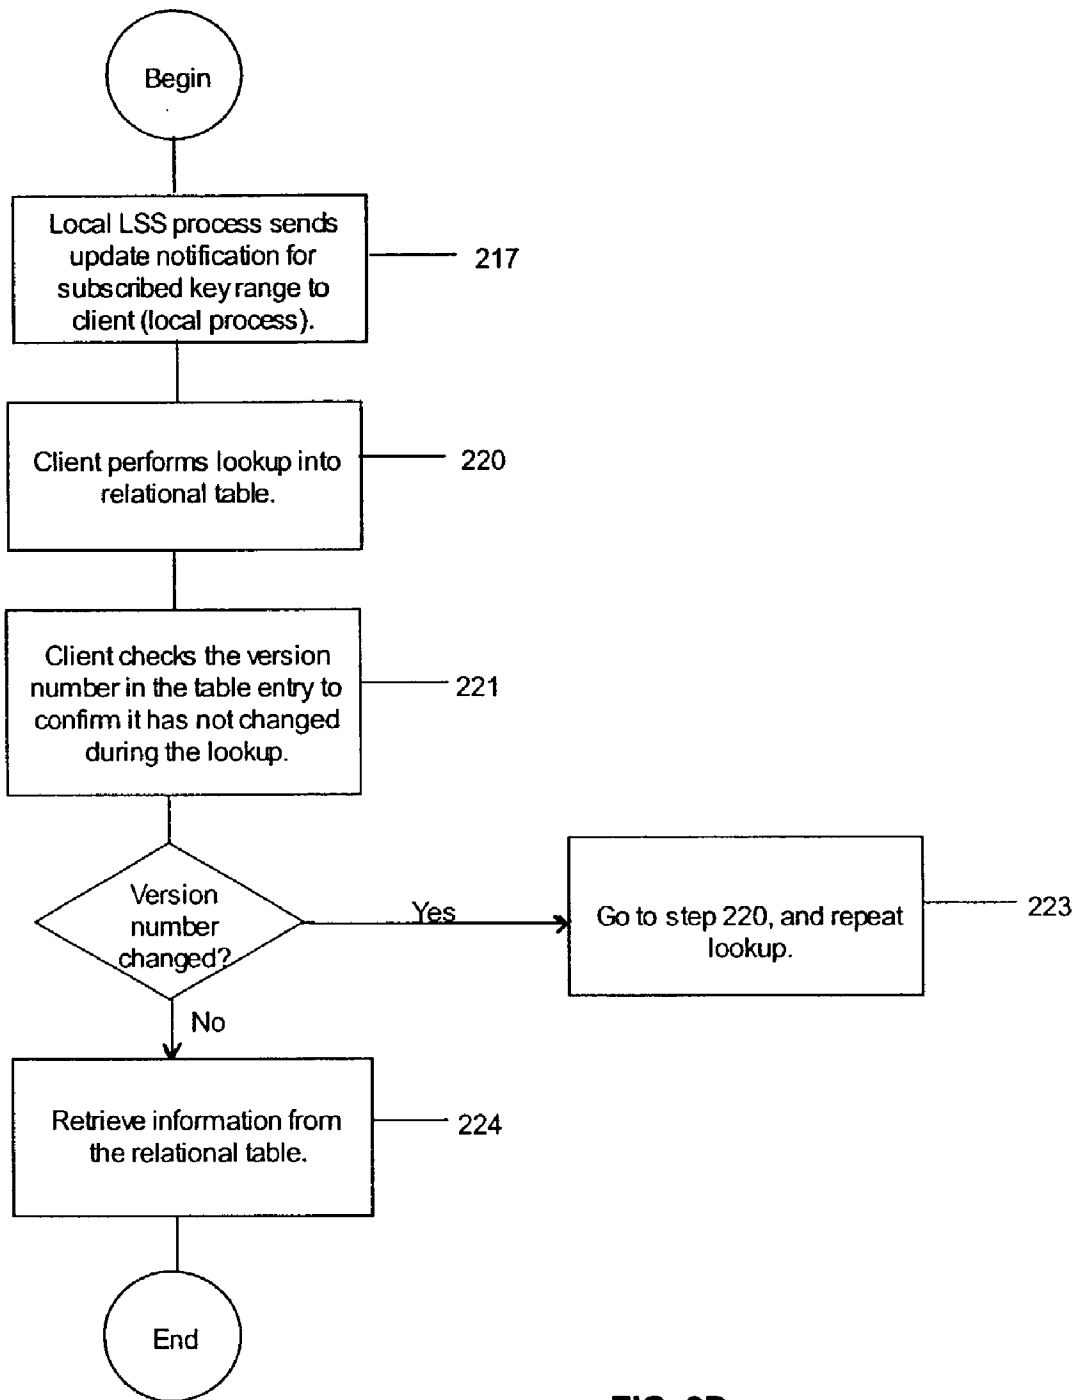 Begin
Local LSS process sends
update notification for
subscribed key range to
client (local process).
217
Client performs lookup into
relational table.
220
Client checks the version
number in the table entry to
confirm it has not changed
during the lookup.
221
Version
number
changed?
Yes
Go to step 220, and repeat
lookup.
223
No
Retrieve information from
the relational table.
224
End